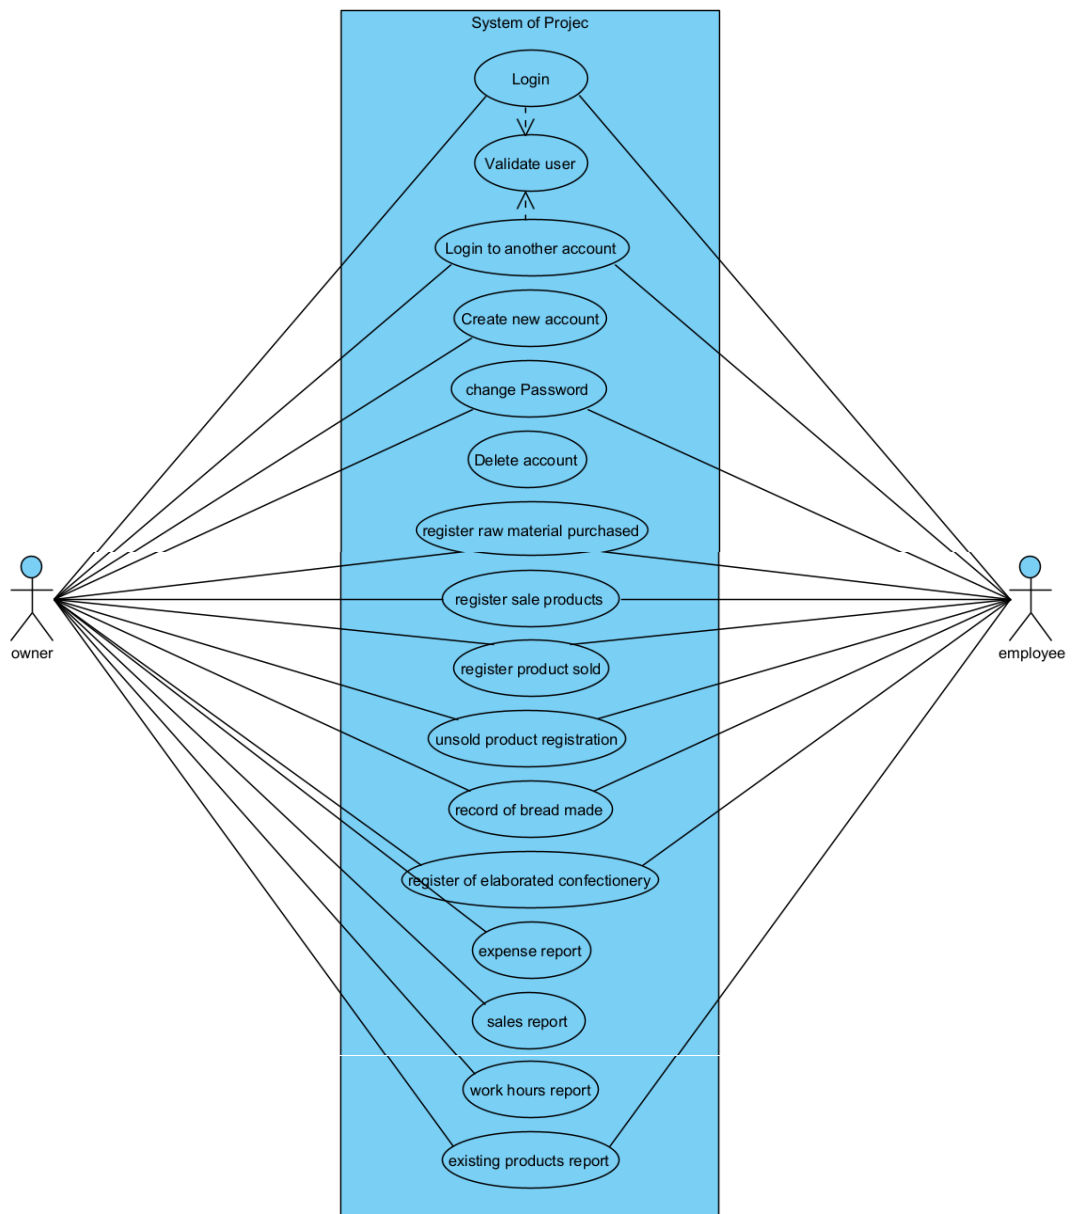 System of Projec
Login
Validate user
Login to another account
Create new account
change Password
Delete account
register raw material purchased
register sale products
owner
employee
register product sold
unsold product registration
record of bread made
register of elaborated confectionery
expense report
sales report
work hours report
existing products report